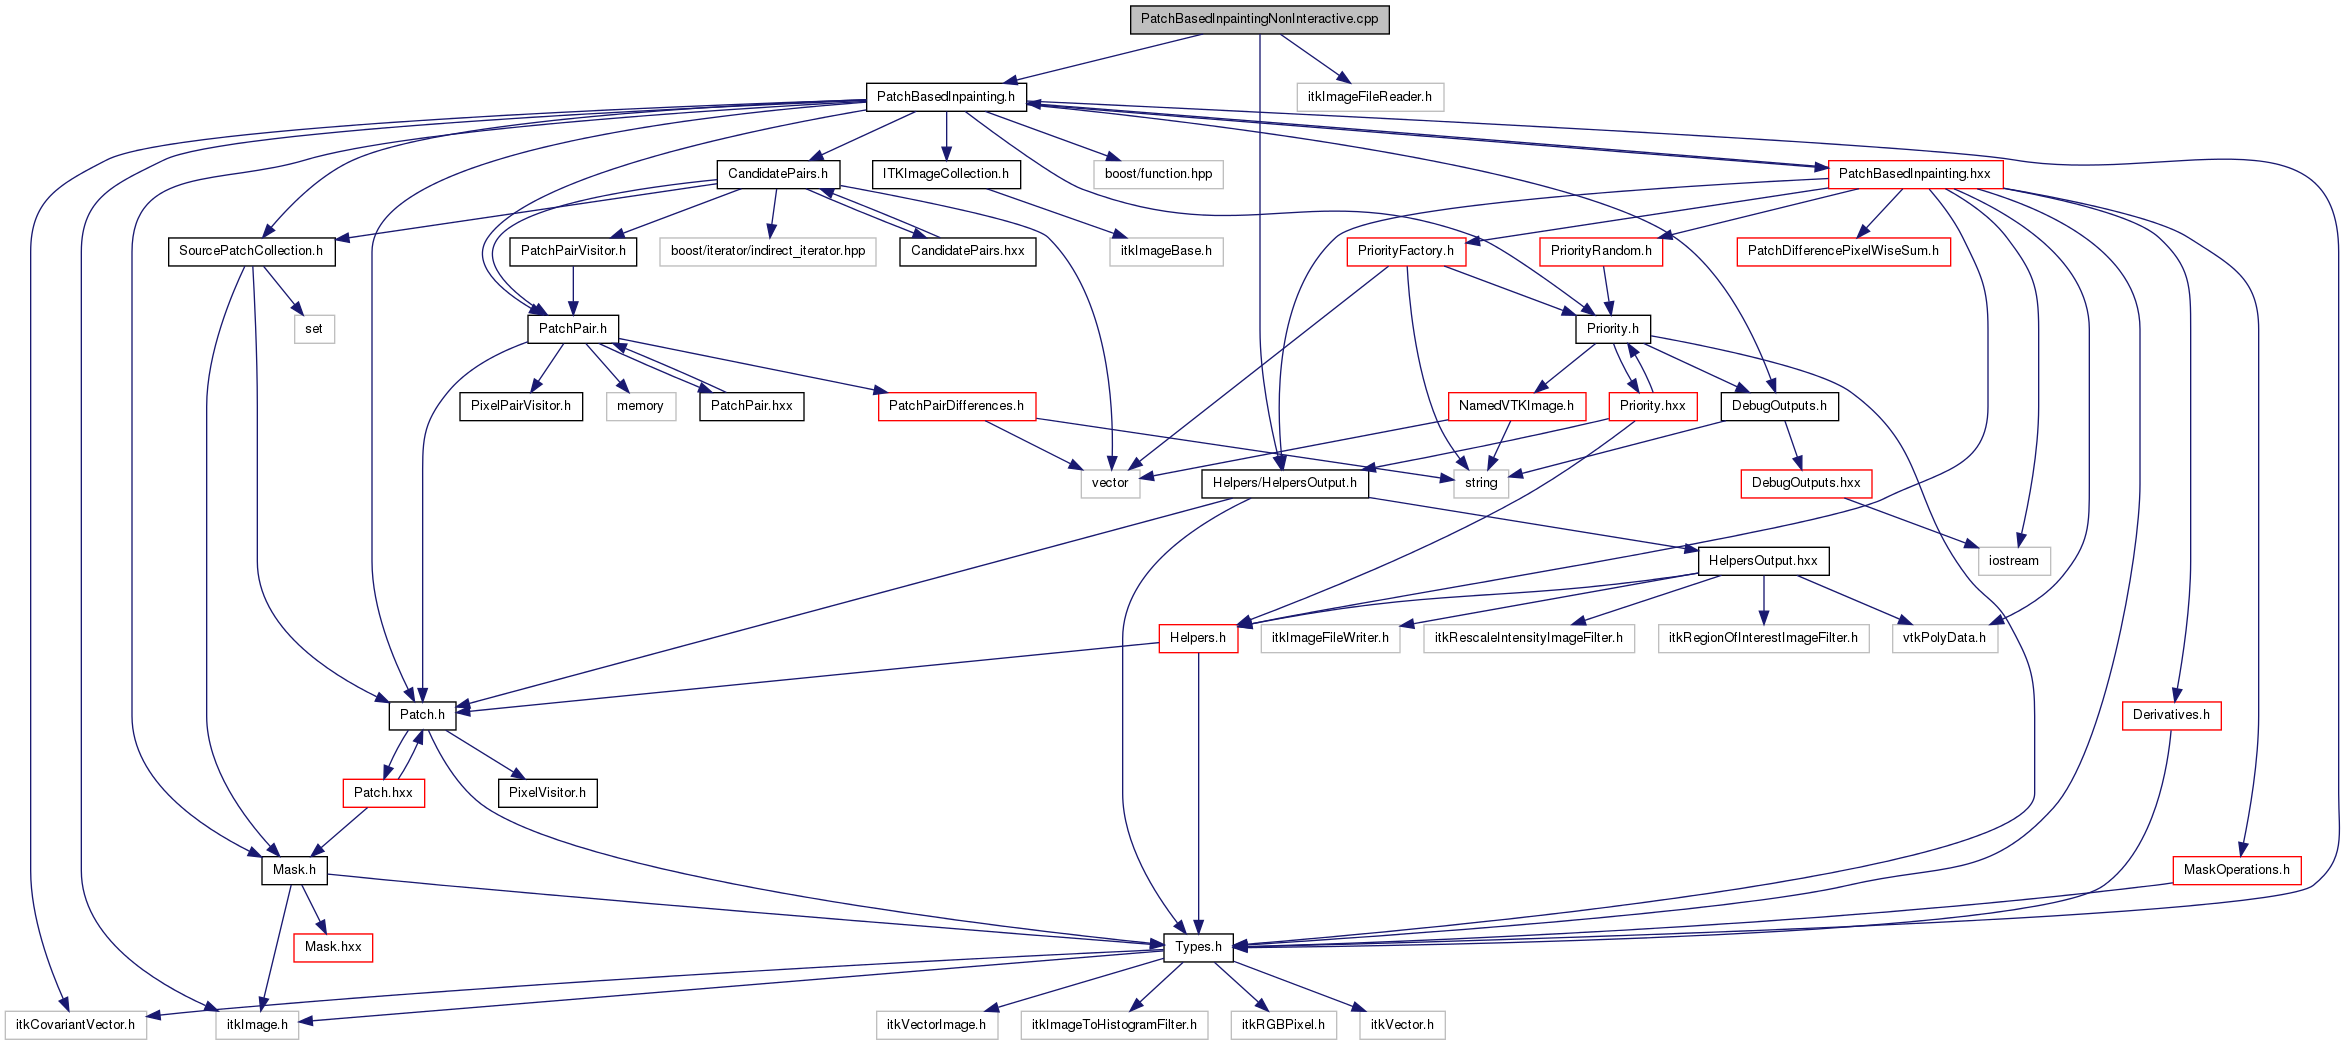 PatchBasedInpaintingNonInteractive.cpp
PatchBasedInpainting.h
itkImageFileReader.h
CandidatePairs.h
ITKImageCollection.h
boost/function.hpp
PatchBasedInpainting.hxx
SourcePatchCollection.h
PatchPairVisitor.h
boost/iterator/indirect_iterator.hpp
CandidatePairs.hxx
itkImageBase.h
PriorityFactory.h
PriorityRandom.h
PatchDifferencePixelWiseSum.h
set
PatchPair.h
Priority.h
PixelPairVisitor.h
memory
PatchPair.hxx
PatchPairDifferences.h
NamedVTKImage.h
Priority.hxx
DebugOutputs.h
vector
Helpers/HelpersOutput.h
string
DebugOutputs.hxx
HelpersOutput.hxx
iostream
Helpers.h
itkImageFileWriter.h
itkRescaleIntensityImageFilter.h
itkRegionOfInterestImageFilter.h
vtkPolyData.h
Patch.h
Derivatives.h
Patch.hxx
PixelVisitor.h
Mask.h
MaskOperations.h
Mask.hxx
Types.h
itkCovariantVector.h
itkImage.h
itkVectorImage.h
itkImageToHistogramFilter.h
itkRGBPixel.h
itkVector.h